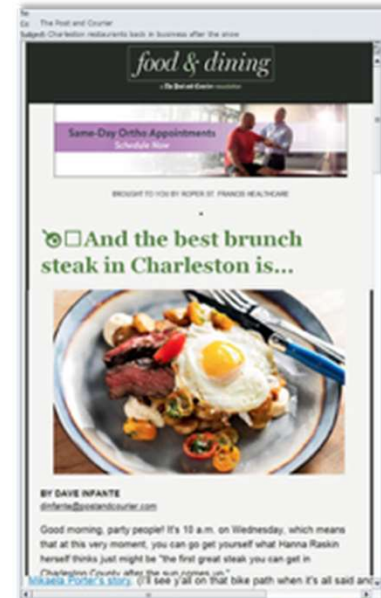 To:
Cc: The Post and Courier
Subject: Charleston restaurants back in business after the snow
food & dining
a The Post and Courier newsletter
Same-Day Ortho Appointments
Schedule Now
BROUGHT TO YOU BY ROPER ST. FRANCIS HEALTHCARE
And the best brunch
steak in Charleston is...
BY DAVE INFANTE
dinfante@postandcourier.com
Good morning, party people! It's 10 a.m. on Wednesday, which means
that at this very moment, you can go get yourself what Hanna Raskin
herself thinks just might be "the first great steak you can get in
Charleston County after the sun comes up."
Mikaela Porter's story. (I'll see y'all on that bike path when it's all said and